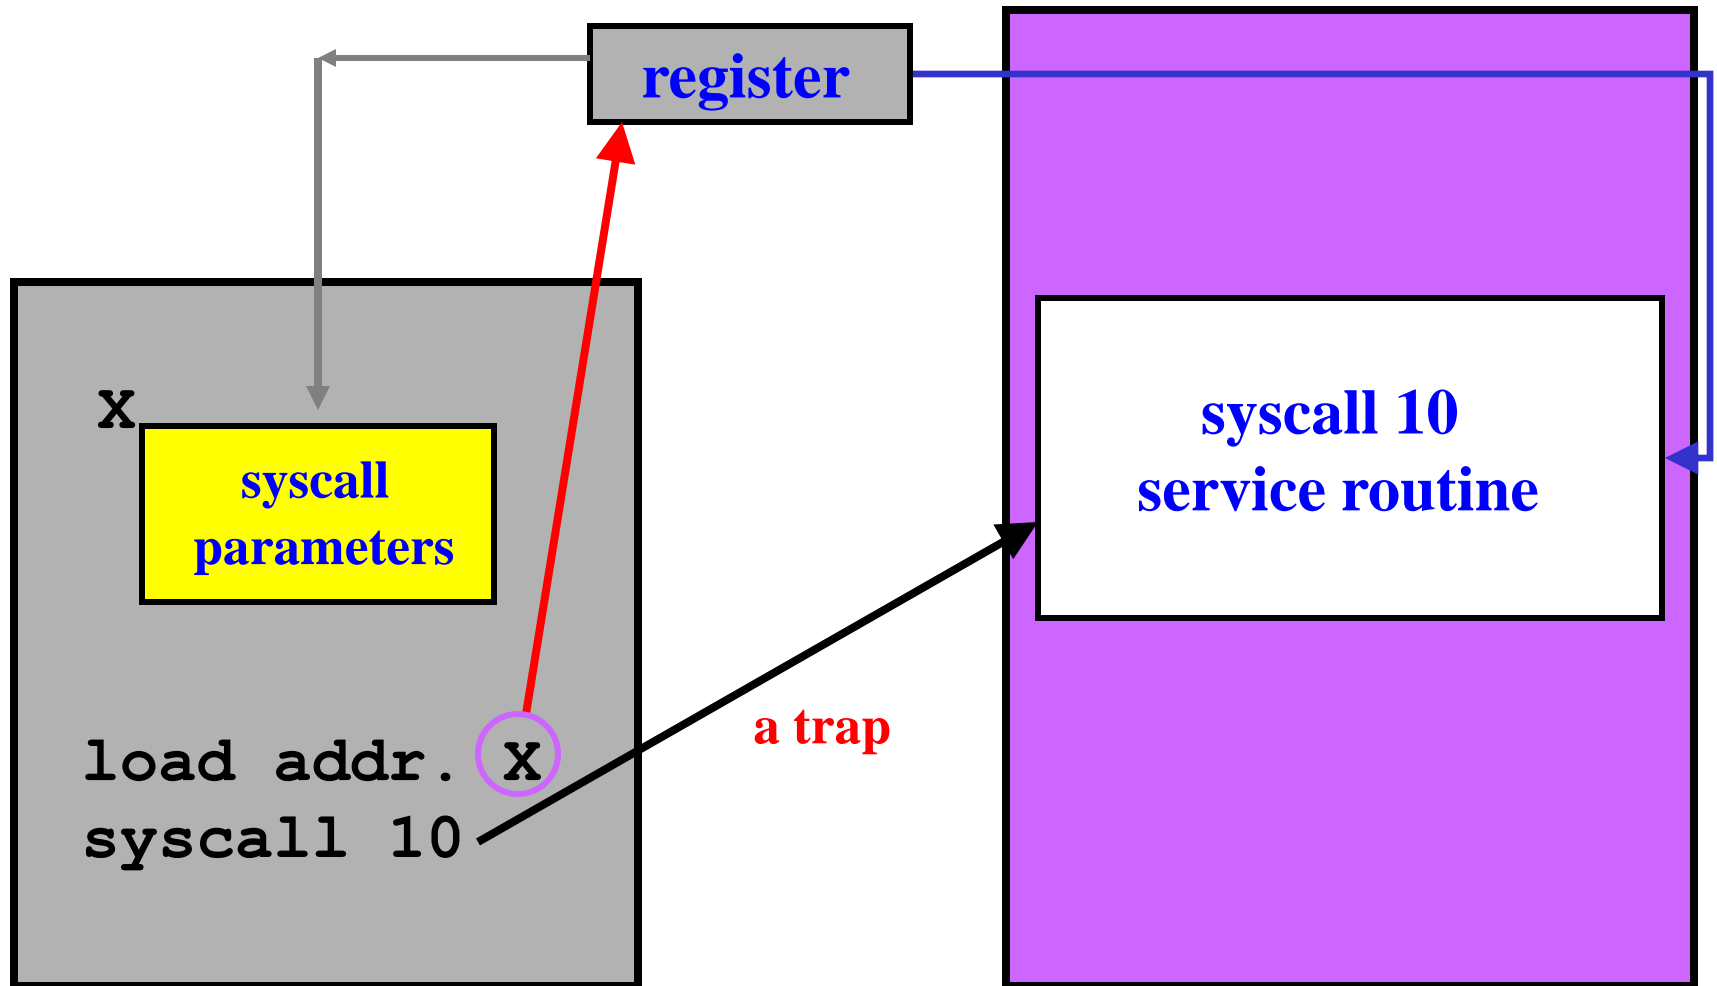 register
X
syscall
parameters
load addr. X
syscall 10
a trap
syscall 10
service routine